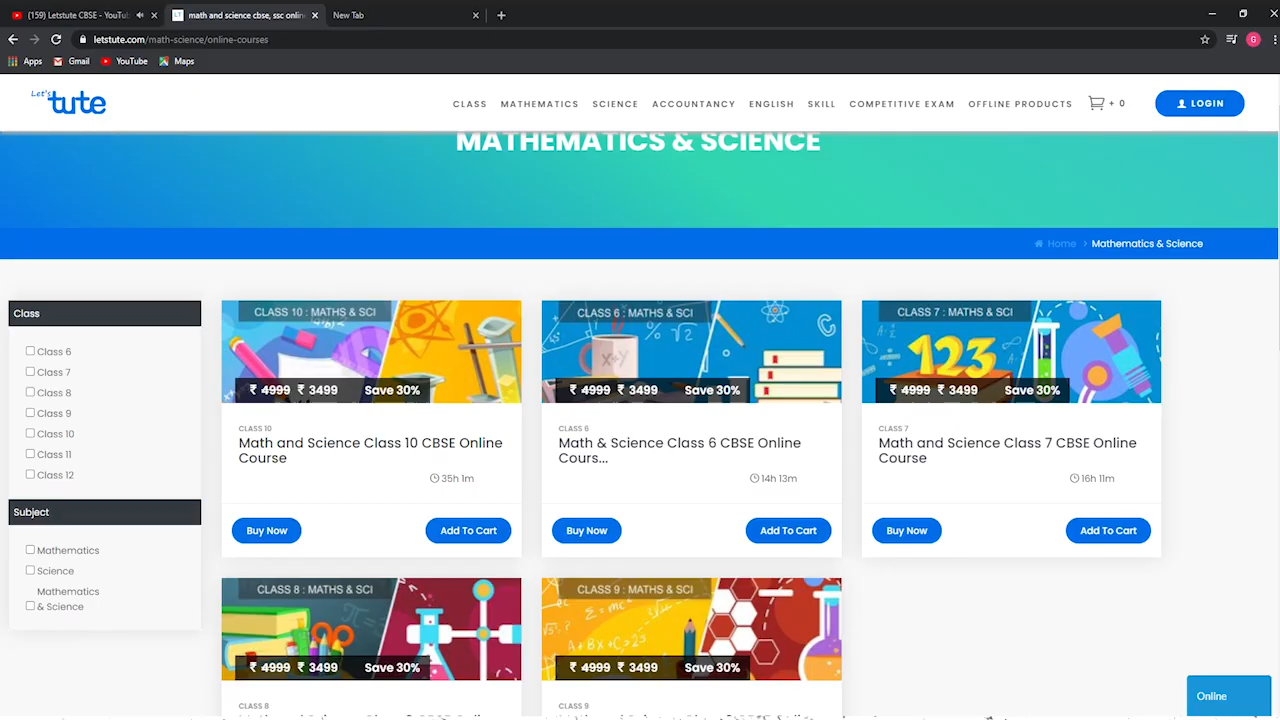 (159) Letstute CBSE - YouTu
math and science cbse, ssc onlin
New Tab
letstute.com/math-science/online-courses
G
Apps
Gmail
YouTube
Maps
Let's
tute
CLASS
MATHEMATICS
SCIENCE
ACCOUNTANCY
ENGLISH
SKILL
COMPETITIVE EXAM
OFFLINE PRODUCTS
+ 0
LOGIN
MATHEMATICS & SCIENCE
Home > Mathematics & Science
Class
Class 6
Class 7
Class 8
Class 9
Class 10
Class 11
Class 12
Subject
Mathematics
Science
Mathematics
& Science
CLASS 10 : MATHS & SCI
₹ 4999 ₹ 3499 Save 30%
CLASS 10
Math and Science Class 10 CBSE Online
Course
35h 1m
Buy Now
Add To Cart
CLASS 6 : MATHS & SCI
x+y
% √2
₹ 4999 ₹ 3499 Save 30%
CLASS 6
Math & Science Class 6 CBSE Online
Cours...
14h 13m
Buy Now
Add To Cart
CLASS 7 : MATHS & SCI
123
₹ 4999 ₹ 3499 Save 30%
CLASS 7
Math and Science Class 7 CBSE Online
Course
16h 11m
Buy Now
Add To Cart
CLASS 8 : MATHS & SCI
₹ 4999 ₹ 3499 Save 30%
CLASS 8
CLASS 9 : MATHS & SCI
₹ 4999 ₹ 3499 Save 30%
CLASS 9
Online